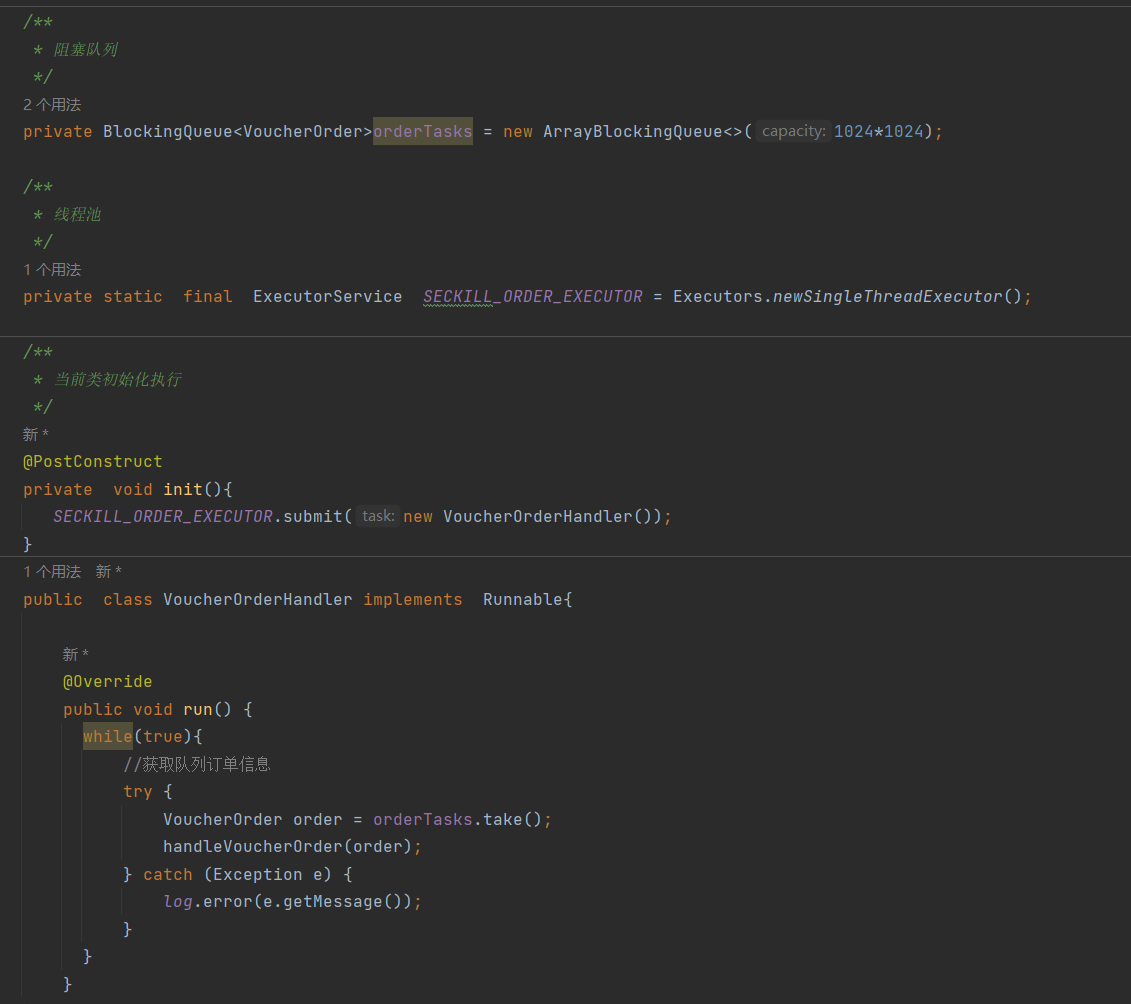 /**
 * 阻塞队列
 */
2 个用法
private BlockingQueue<VoucherOrder>orderTasks = new ArrayBlockingQueue<>( capacity: 1024*1024);
/**
 * 线程池
 */
1 个用法
private static  final  ExecutorService  SECKILL_ORDER_EXECUTOR = Executors.newSingleThreadExecutor();
/**
 * 当前类初始化执行
 */
新 *
@PostConstruct
private  void init(){
   SECKILL_ORDER_EXECUTOR.submit( task: new VoucherOrderHandler());
}
1 个用法   新 *
public  class VoucherOrderHandler implements  Runnable{
    新 *
    @Override
    public void run() {
      while(true){
          //获取队列订单信息
          try {
              VoucherOrder order = orderTasks.take();
              handleVoucherOrder(order);
          } catch (Exception e) {
              log.error(e.getMessage());
          }
      }
    }